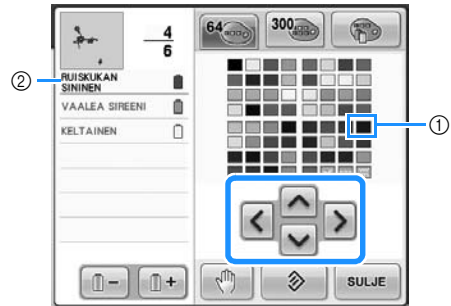 4
6
64
300
②
RUISKUKAN
SININEN
VAALEA SIREENI
KELTAINEN
①
−
+
SULJE